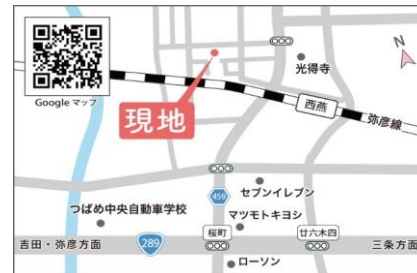 Google マップ
N
光得寺
現地
西燕
弥彦線
459
セブンイレブン
つばめ中央自動車学校
マツモトキヨシ
桜町
廿六木四
吉田・弥彦方面
289
三条方面
ローソン